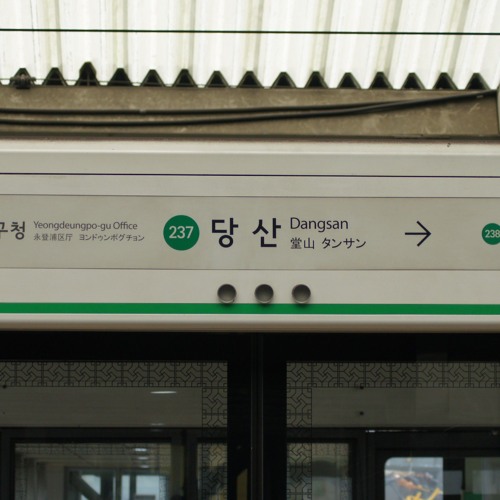 구청
Yeongdeungpo-gu Office
永登浦区厅 ヨンドゥンポグチョン
237
당산
Dangsan
堂山 タンサン
→
238